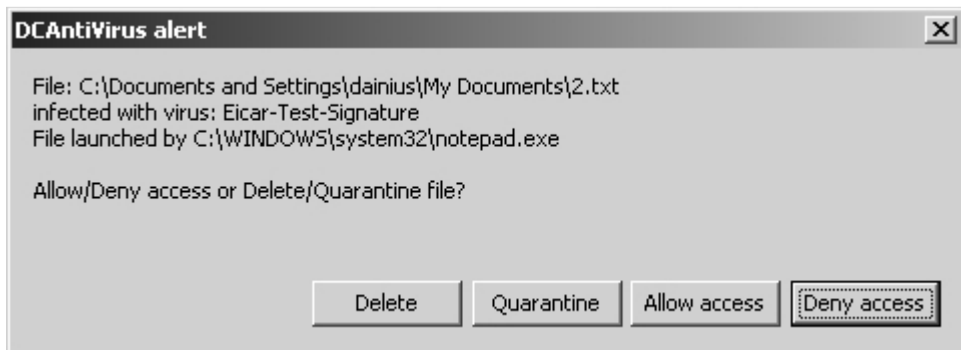 DCAntiVirus alert
File: C:\Documents and Settings\dainius\My Documents\2.txt
infected with virus: Eicar-Test-Signature
File launched by C:\WINDOWS\system32\notepad.exe
Allow/Deny access or Delete/Quarantine file?
Delete Quarantine Allow access Deny access